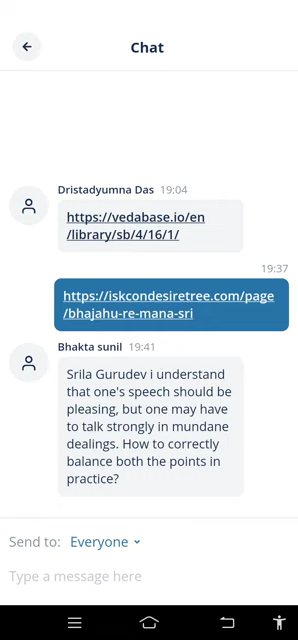 Chat
Dristadyumna Das 19:04
https://vedabase.io/en
/library/sb/4/16/1/
19:37
https://iskcondesiretree.com/page
/bhajahu-re-mana-sri
Bhakta sunil 19:41
Srila Gurudev i understand
that one's speech should be
pleasing, but one may have
to talk strongly in mundane
dealings. How to correctly
balance both the points in
practice?
Send to: Everyone
Type a message here